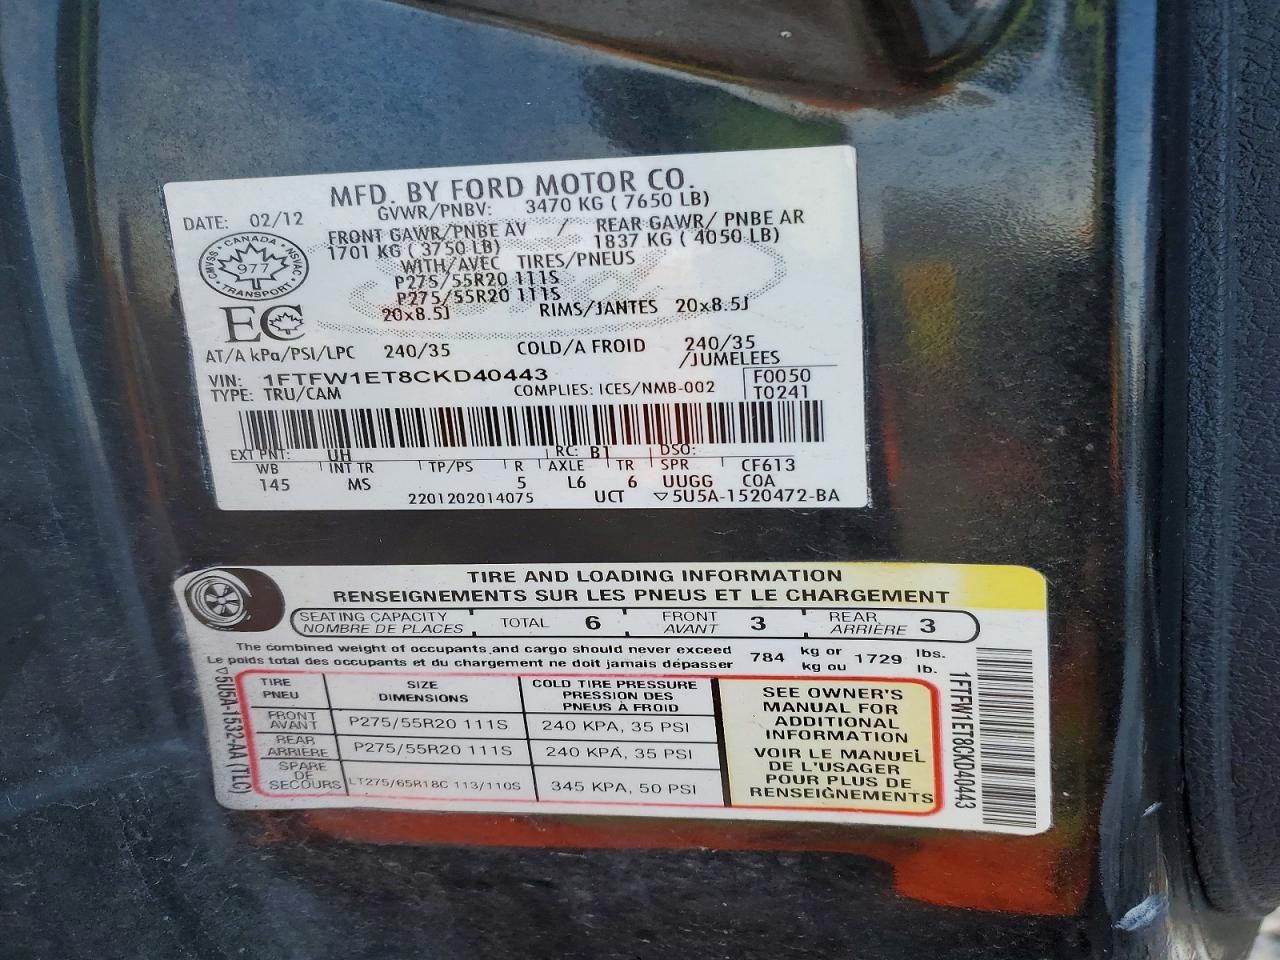 MFD. BY FORD MOTOR CO.
DATE: 02/12
GVWR/PNBV: 3470 KG ( 7650 LB)
FRONT GAWR/PNBE AV / REAR GAWR/ PNBE AR
1701 KG ( 3750 LB) 1837 KG ( 4050 LB)
WITH/AVEC TIRES/PNEUS
P275/55R20 111S
P275/55R20 111S
20x8.5J RIMS/JANTES 20x8.5J
CANADA
CMVSS NSVAC
977
TRANSPORT
EC
AT/A kPa/PSI/LPC 240/35 COLD/A FROID 240/35
/JUMELEES
VIN: 1FTFW1ET8CKD40443
TYPE: TRU/CAM COMPLIES: ICES/NMB-002
F0050
T0241
EXT PNT: UH RC: B1 DSO:
WB INT TR TP/PS R AXLE TR SPR CF613
145 MS 5 L6 6 UUGG COA
2201202014075 UCT ▽5U5A-1520472-BA
TIRE AND LOADING INFORMATION
RENSEIGNEMENTS SUR LES PNEUS ET LE CHARGEMENT
SEATING CAPACITY TOTAL 6 FRONT 3 REAR 3
NOMBRE DE PLACES AVANT ARRIÈRE
The combined weight of occupants and cargo should never exceed 784 kg or 1729 lbs.
Le poids total des occupants et du chargement ne doit jamais dépasser kg ou lb.
TIRE SIZE COLD TIRE PRESSURE
PNEU DIMENSIONS PRESSION DES PNEUS À FROID
FRONT P275/55R20 111S 240 KPA, 35 PSI
AVANT
REAR P275/55R20 111S 240 KPA, 35 PSI
ARRIÈRE
SPARE LT275/65R18C 113/110S 345 KPA, 50 PSI
DE
SECOURS
SEE OWNER'S
MANUAL FOR
ADDITIONAL
INFORMATION
VOIR LE MANUEL
DE L'USAGER
POUR PLUS DE
RENSEIGNEMENTS
▽5U5A-1532-AA (TLC)
1FTFW1ET8CKD40443